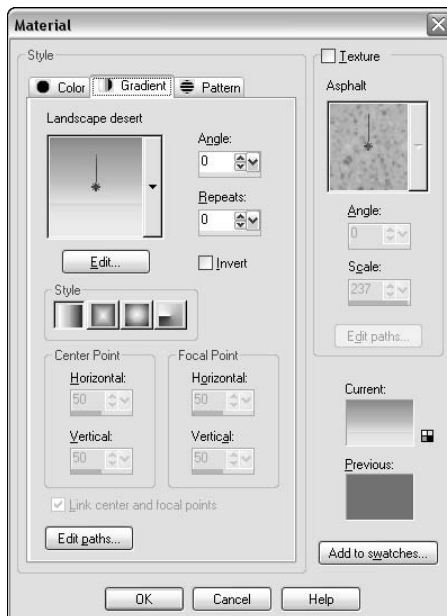 Material
Style
Color Gradient Pattern
Landscape desert
Angle:
0
Repeats:
0
Edit...
Invert
Style
Center Point
Horizontal:
50
Vertical:
50
Focal Point
Horizontal:
50
Vertical:
50
Link center and focal points
Edit paths...
Texture
Asphalt
Angle:
0
Scale:
237
Edit paths...
Current:
Previous:
Add to swatches...
OK Cancel Help